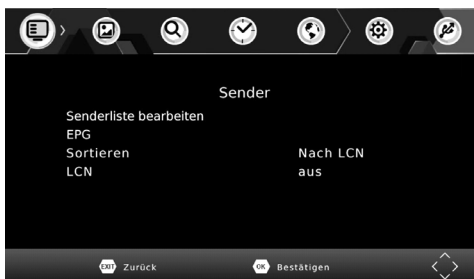 Sender
Senderliste bearbeiten
EPG
Sortieren Nach LCN
LCN aus
EXIT Zurück OK Bestätigen